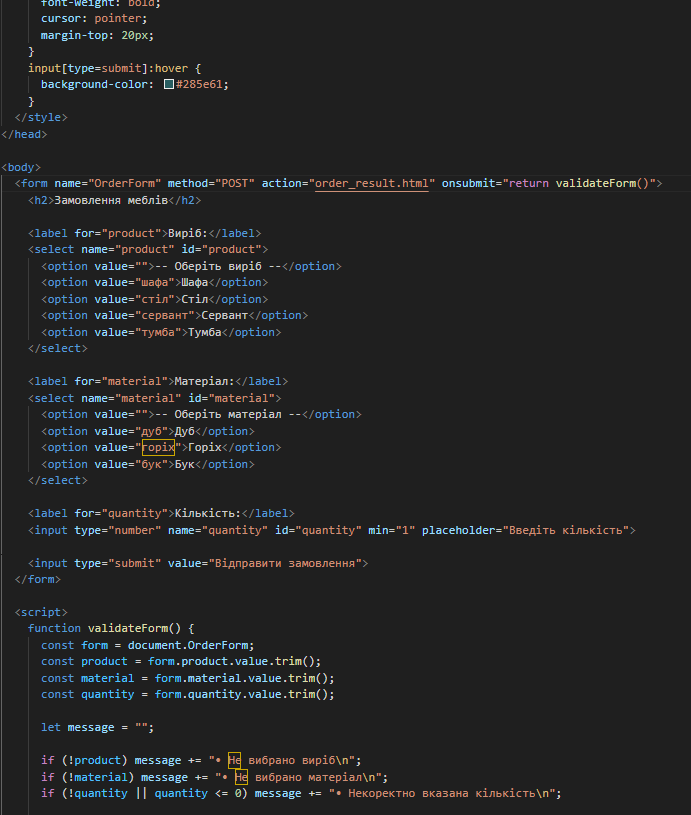 font-weight: bold;
cursor: pointer;
margin-top: 20px;
}
input[type=submit]:hover {
background-color: #285e61;
}
</style>
</head>
<body>
<form name="OrderForm" method="POST" action="order_result.html" onsubmit="return validateForm()">
<h2>Замовлення меблів</h2>
<label for="product">Виріб:</label>
<select name="product" id="product">
<option value="">-- Оберіть виріб --</option>
<option value="шафа">Шафа</option>
<option value="стіл">Стіл</option>
<option value="сервант">Сервант</option>
<option value="тумба">Тумба</option>
</select>
<label for="material">Матеріал:</label>
<select name="material" id="material">
<option value="">-- Оберіть матеріал --</option>
<option value="дуб">Дуб</option>
<option value="горіх">Горіх</option>
<option value="бук">Бук</option>
</select>
<label for="quantity">Кількість:</label>
<input type="number" name="quantity" id="quantity" min="1" placeholder="Введіть кількість">
<input type="submit" value="Відправити замовлення">
</form>
<script>
function validateForm() {
const form = document.OrderForm;
const product = form.product.value.trim();
const material = form.material.value.trim();
const quantity = form.quantity.value.trim();
let message = "";
if (!product) message += "• Не вибрано виріб\n";
if (!material) message += "• Не вибрано матеріал\n";
if (!quantity || quantity <= 0) message += "• Некоректно вказана кількість\n";